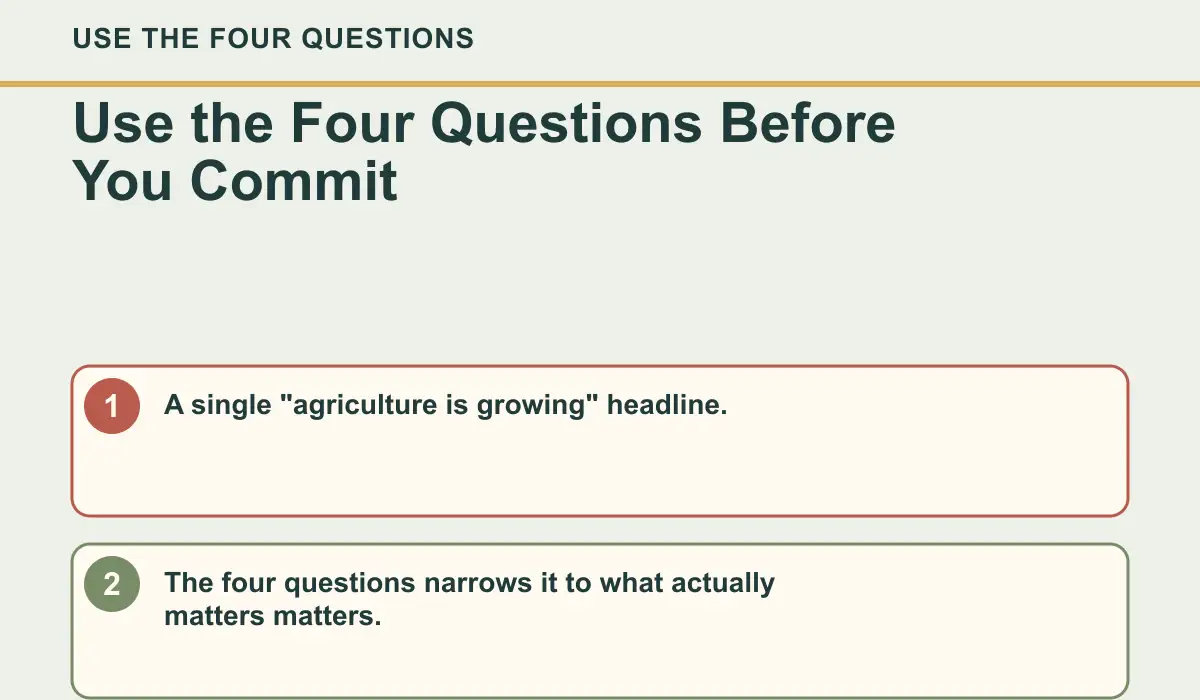 USE THE FOUR QUESTIONS
Use the Four Questions Before
You Commit
1
A single "agriculture is growing" headline.
2
The four questions narrows it to what actually
matters matters.